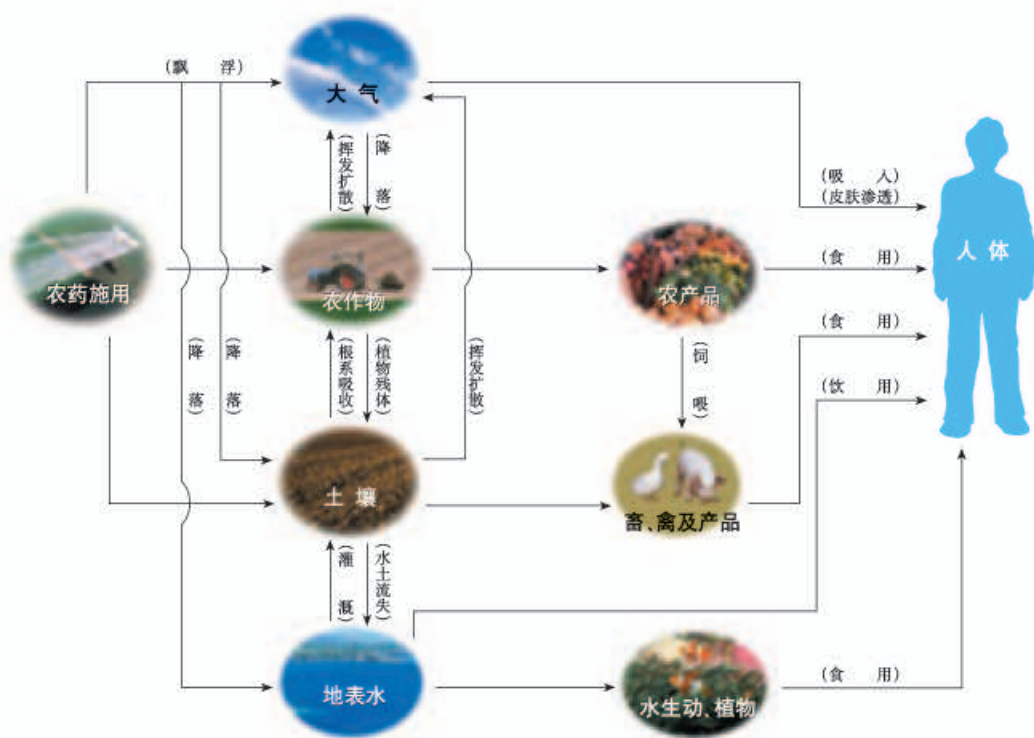 (飘 浮)
大 气
(挥发扩散)
(降 落)
(吸 入)
(皮肤渗透)
人 体
农药施用
农作物
农产品
(食 用)
(降 落)
(降 落)
(根系吸收)
(植物残体)
(挥发扩散)
(饲 喂)
(食 用)
(饮 用)
土 壤
畜、禽及产品
(灌 溉)
(水土流失)
地表水
水生动、植物
(食 用)